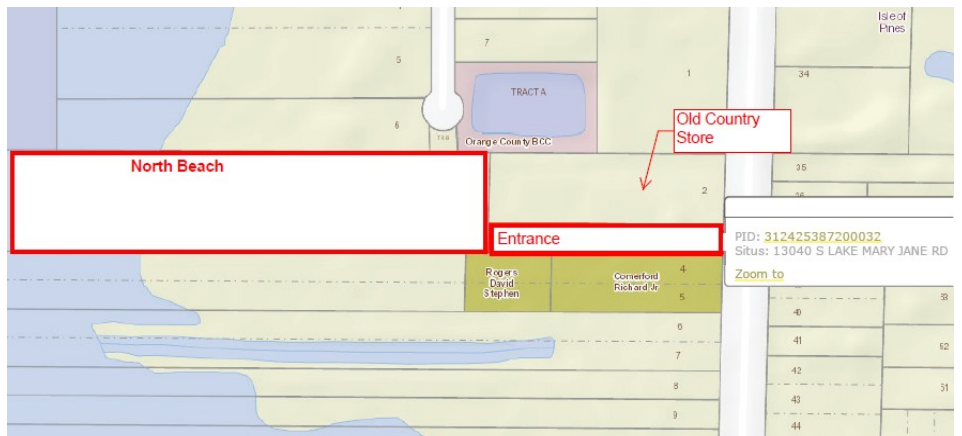 Isle of
Pines
5
7
1
34
TRACT A
6
Orange County BCC
Old Country
Store
North Beach
2
35
Entrance
PID: 312425387200032
Situs: 13040 S LAKE MARY JANE RD
Zoom to
Rogers
David
Stephen
Comerford
Richard Jr
4
5
6
7
8
9
40
41
42
43
44
53
52
51